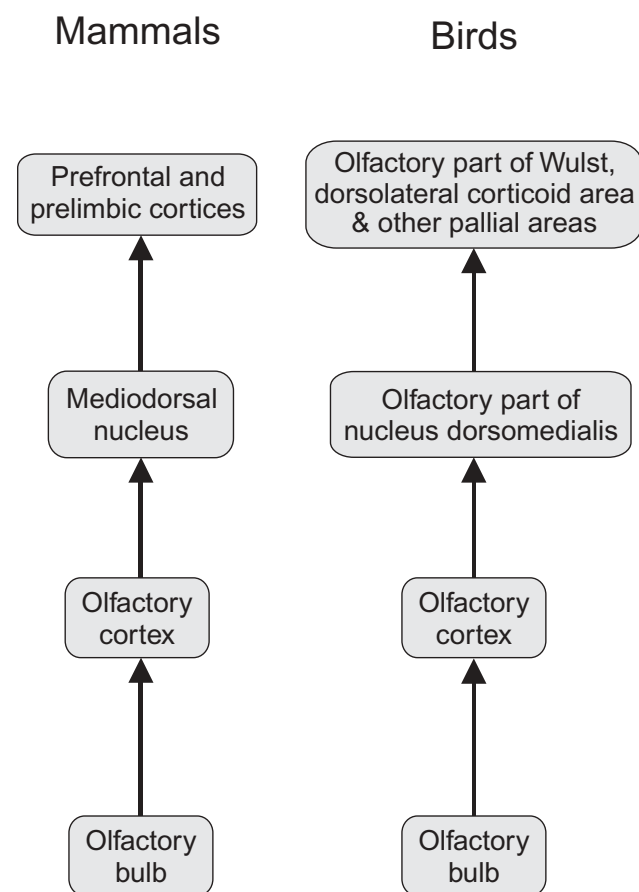 Mammals
Birds
Prefrontal and
prelimbic cortices
Olfactory part of Wulst,
dorsolateral corticoid area
& other pallial areas
Mediodorsal
nucleus
Olfactory part of
nucleus dorsomedialis
Olfactory
cortex
Olfactory
cortex
Olfactory
bulb
Olfactory
bulb